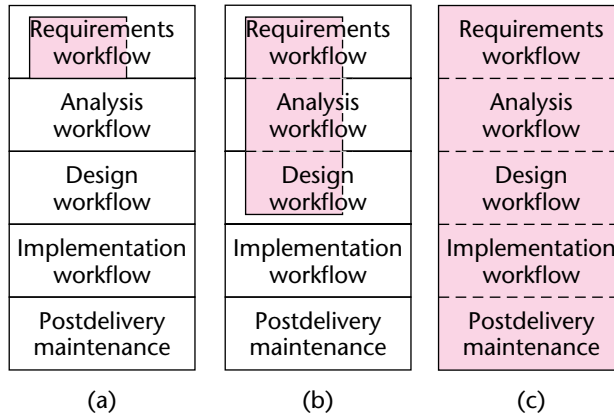 Requirements
workflow
Analysis
workflow
Design
workflow
Implementation
workflow
Postdelivery
maintenance
(a)
Requirements
workflow
Analysis
workflow
Design
workflow
Implementation
workflow
Postdelivery
maintenance
(b)
Requirements
workflow
Analysis
workflow
Design
workflow
Implementation
workflow
Postdelivery
maintenance
(c)